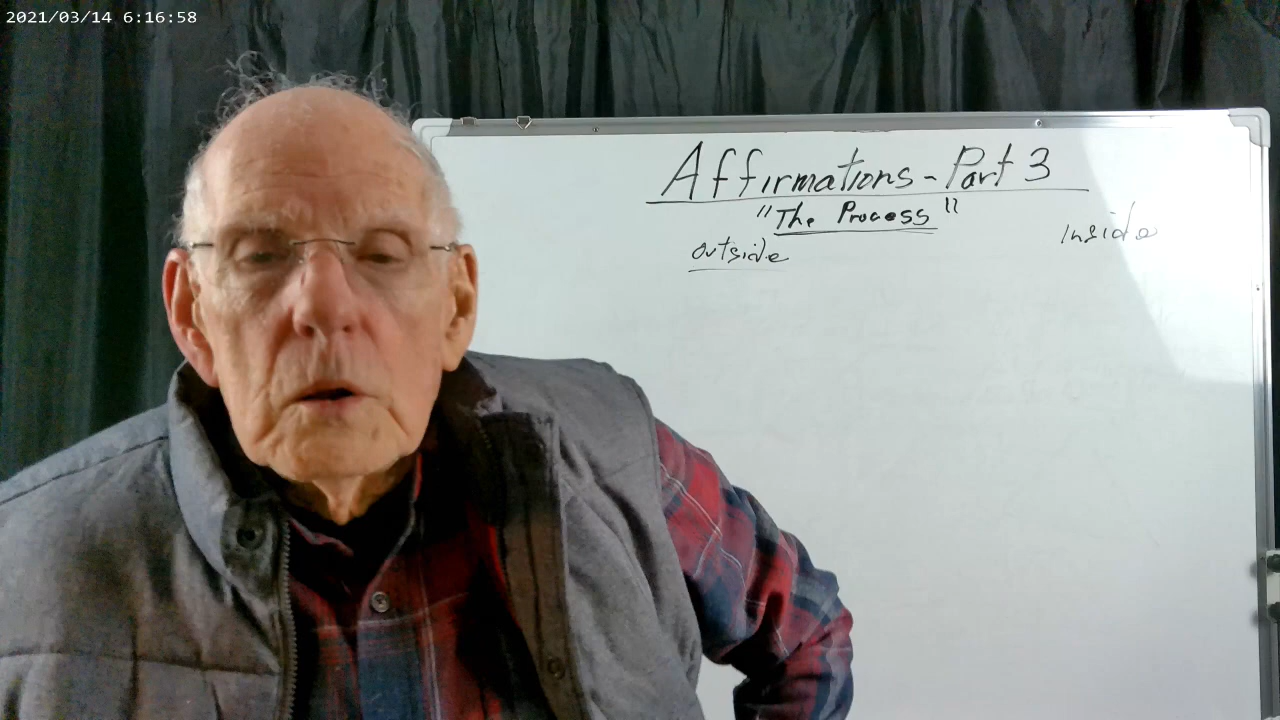 2021/03/14 6:16:58
Affirmations - Part 3
"The Process"
outside
Inside